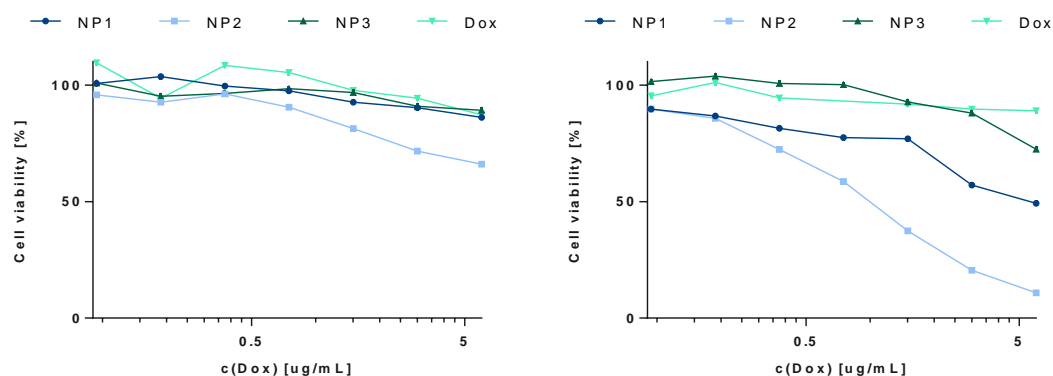 NP1 NP2 NP3 Dox
100
50
0
Cell viability [%]
0.5 5
c(Dox) [ug/mL]
NP1 NP2 NP3 Dox
100
50
0
Cell viability [%]
0.5 5
c(Dox) [ug/mL]